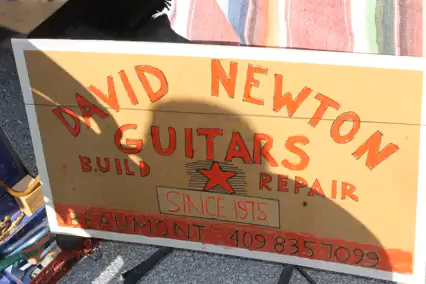 DAVID NEWTON
GUITARS
BUILD REPAIR
SINCE 1975
BEAUMONT 409 835 7099